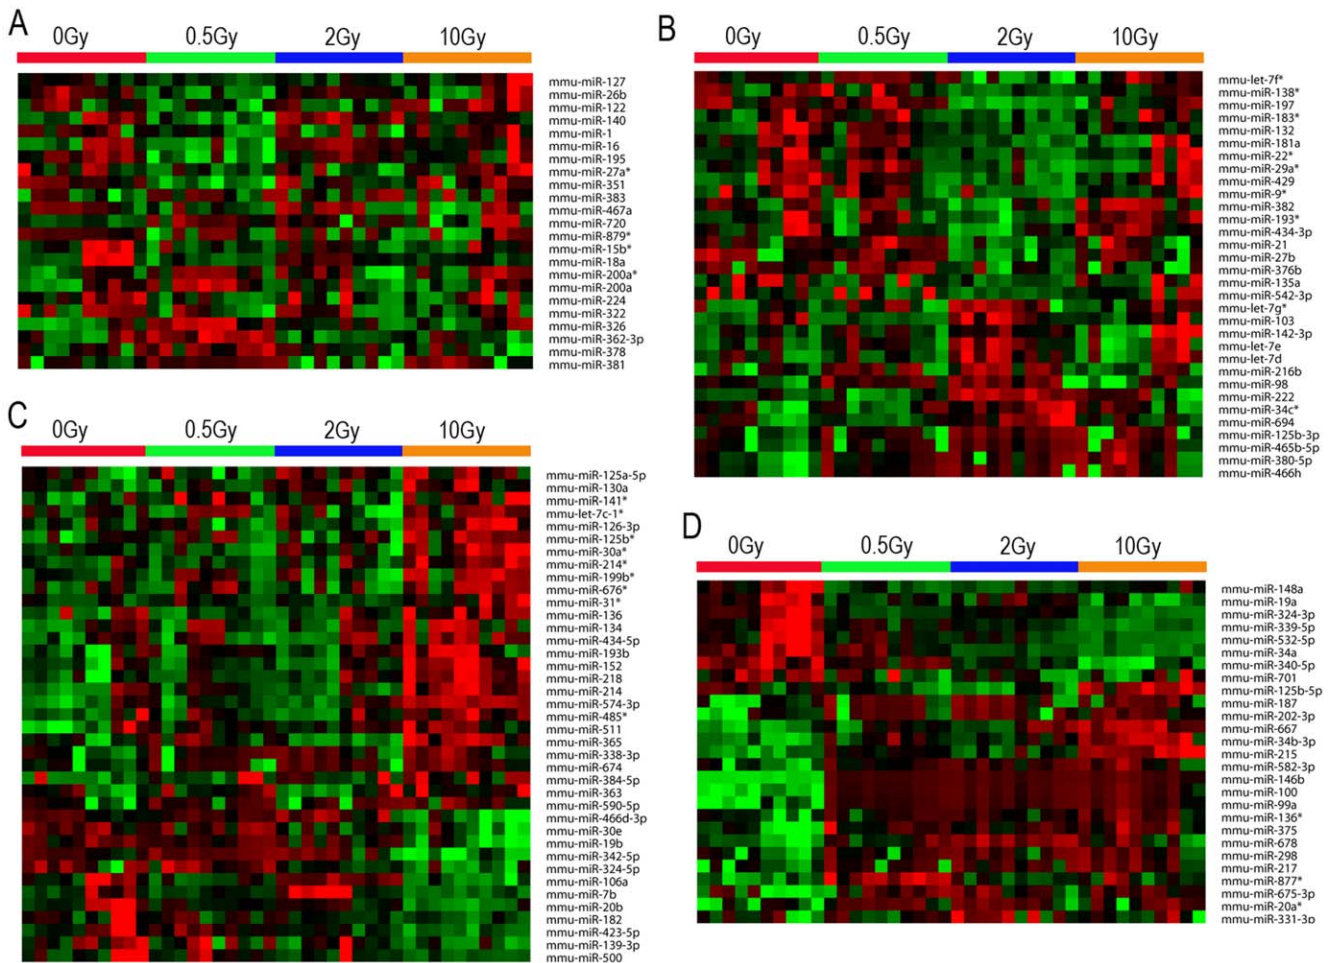 A
0Gy 0.5Gy 2Gy 10Gy
mmu-miR-127
mmu-miR-26b
mmu-miR-122
mmu-miR-140
mmu-miR-1
mmu-miR-16
mmu-miR-195
mmu-miR-27a*
mmu-miR-351
mmu-miR-383
mmu-miR-467a
mmu-miR-720
mmu-miR-879*
mmu-miR-15b*
mmu-miR-18a
mmu-miR-200a*
mmu-miR-200a
mmu-miR-224
mmu-miR-322
mmu-miR-326
mmu-miR-362-3p
mmu-miR-378
mmu-miR-381
B
0Gy 0.5Gy 2Gy 10Gy
mmu-let-7f*
mmu-miR-138*
mmu-miR-197
mmu-miR-183*
mmu-miR-132
mmu-miR-181a
mmu-miR-22*
mmu-miR-29a*
mmu-miR-429
mmu-miR-9*
mmu-miR-382
mmu-miR-193*
mmu-miR-434-3p
mmu-miR-21
mmu-miR-27b
mmu-miR-376b
mmu-miR-135a
mmu-miR-542-3p
mmu-let-7g*
mmu-miR-103
mmu-miR-142-3p
mmu-let-7e
mmu-let-7d
mmu-miR-216b
mmu-miR-98
mmu-miR-222
mmu-miR-34c*
mmu-miR-694
mmu-miR-125b-3p
mmu-miR-465b-5p
mmu-miR-380-5p
mmu-miR-466h
C
0Gy 0.5Gy 2Gy 10Gy
mmu-miR-125a-5p
mmu-miR-130a
mmu-miR-141*
mmu-let-7c-1*
mmu-miR-126-3p
mmu-miR-125b*
mmu-miR-30a*
mmu-miR-214*
mmu-miR-199b*
mmu-miR-676*
mmu-miR-31*
mmu-miR-136
mmu-miR-134
mmu-miR-434-5p
mmu-miR-193b
mmu-miR-152
mmu-miR-218
mmu-miR-214
mmu-miR-574-3p
mmu-miR-485*
mmu-miR-511
mmu-miR-365
mmu-miR-338-3p
mmu-miR-674
mmu-miR-384-5p
mmu-miR-363
mmu-miR-590-5p
mmu-miR-466d-3p
mmu-miR-30e
mmu-miR-19b
mmu-miR-342-5p
mmu-miR-324-5p
mmu-miR-106a
mmu-miR-7b
mmu-miR-20b
mmu-miR-182
mmu-miR-423-5p
mmu-miR-139-3p
mmu-miR-500
D
0Gy 0.5Gy 2Gy 10Gy
mmu-miR-148a
mmu-miR-19a
mmu-miR-324-3p
mmu-miR-339-5p
mmu-miR-532-5p
mmu-miR-34a
mmu-miR-340-5p
mmu-miR-701
mmu-miR-125b-5p
mmu-miR-187
mmu-miR-202-3p
mmu-miR-667
mmu-miR-34b-3p
mmu-miR-215
mmu-miR-582-3p
mmu-miR-146b
mmu-miR-100
mmu-miR-99a
mmu-miR-136*
mmu-miR-375
mmu-miR-678
mmu-miR-298
mmu-miR-217
mmu-miR-877*
mmu-miR-675-3p
mmu-miR-20a*
mmu-miR-331-3p